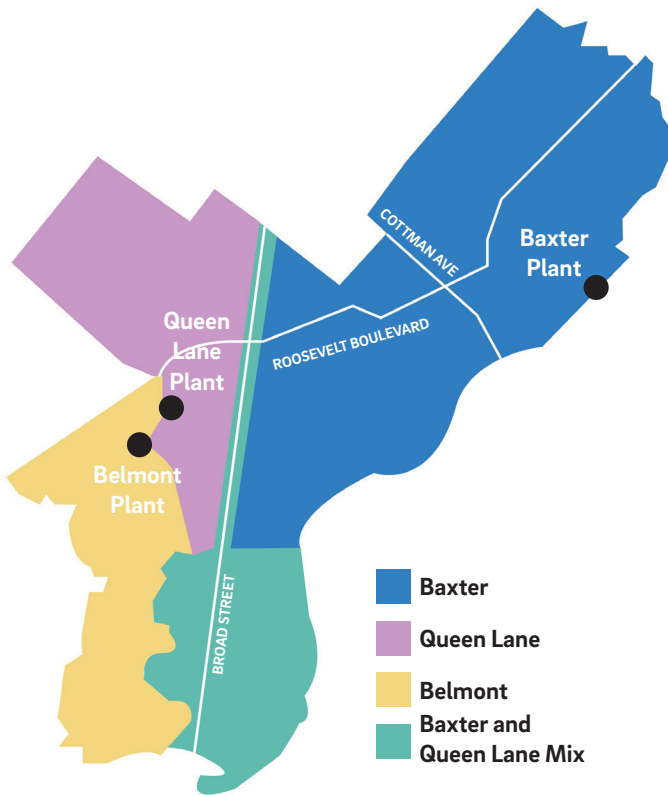 COTTMAN AVE
Baxter
Plant
Queen
Lane
Plant
ROOSEVELT BOULEVARD
Belmont
Plant
BROAD STREET
Baxter
Queen Lane
Belmont
Baxter and
Queen Lane Mix